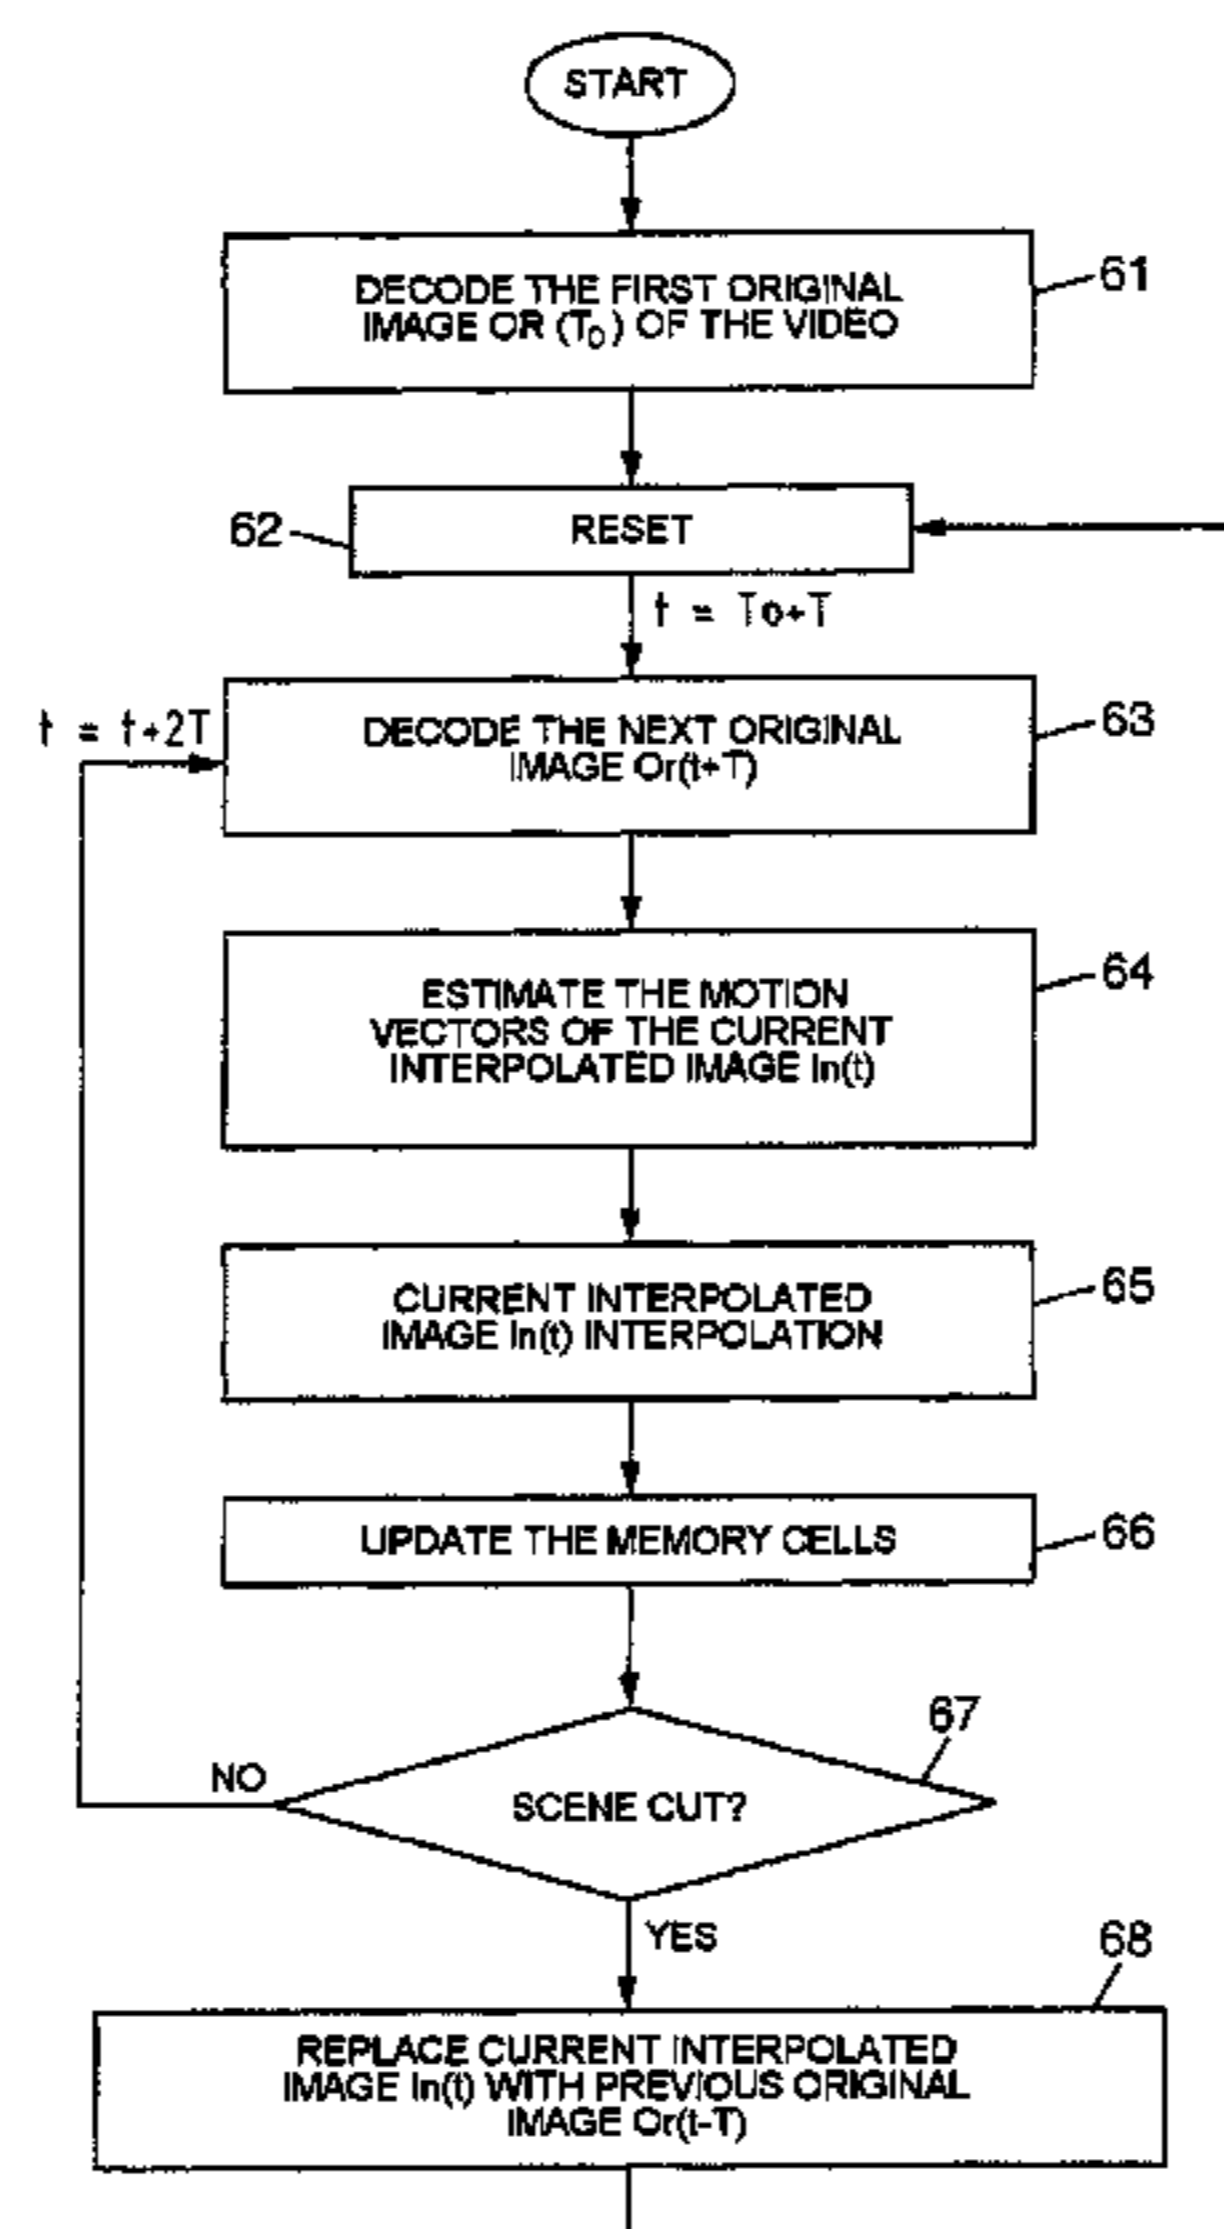 START
DECODE THE FIRST ORIGINAL
IMAGE OR (T0) OF THE VIDEO
61
62
RESET
t = To+T
t = t+2T
DECODE THE NEXT ORIGINAL
IMAGE Or(t+T)
63
ESTIMATE THE MOTION
VECTORS OF THE CURRENT
INTERPOLATED IMAGE In(t)
64
CURRENT INTERPOLATED
IMAGE In(t) INTERPOLATION
65
UPDATE THE MEMORY CELLS
66
67
NO
SCENE CUT?
YES
68
REPLACE CURRENT INTERPOLATED
IMAGE In(t) WITH PREVIOUS ORIGINAL
IMAGE Or(t-T)